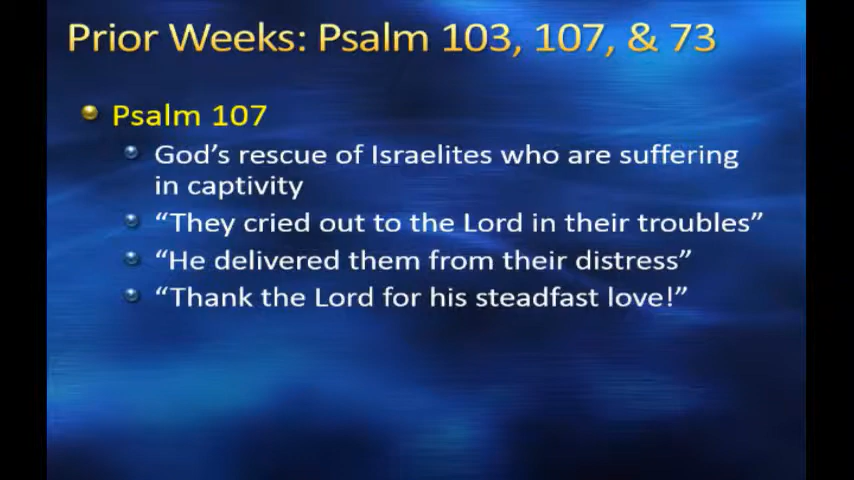 Prior Weeks: Psalm 103, 107, & 73
Psalm 107
God’s rescue of Israelites who are suffering
in captivity
“They cried out to the Lord in their troubles”
“He delivered them from their distress”
“Thank the Lord for his steadfast love!”